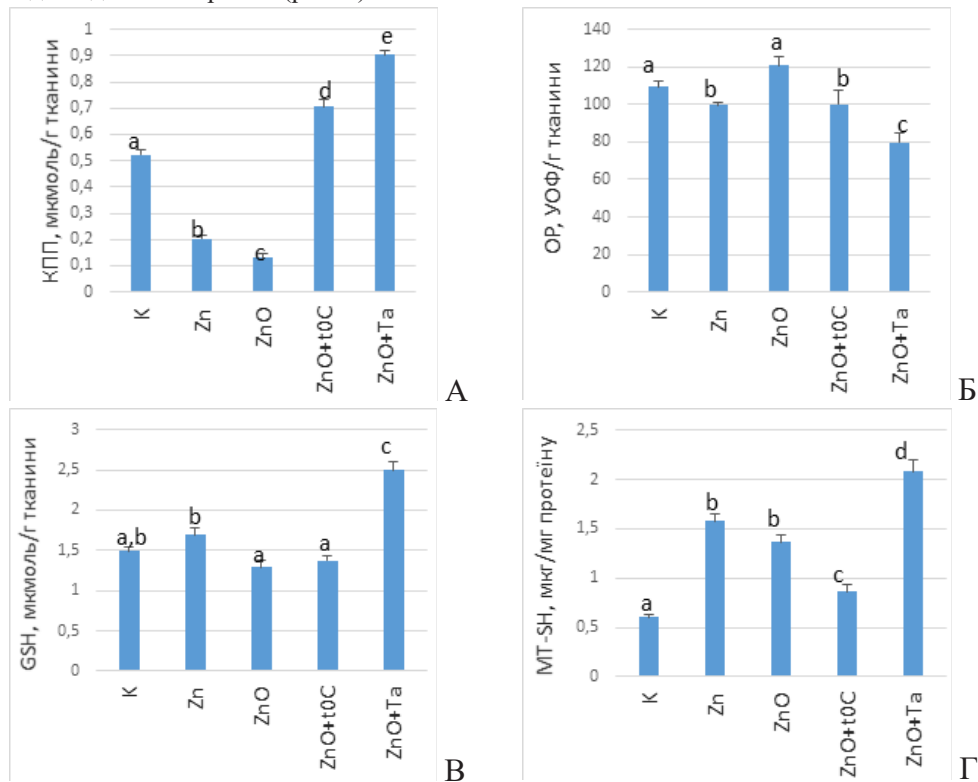 КПП, мкмоль/г тканини
1
0,9
0,8
0,7
0,6
0,5
0,4
0,3
0,2
0,1
0
a
b
c
d
e
K
Zn
ZnO
ZnO+t0C
ZnO+Ta
А
ОР, УОФ/г тканини
140
120
100
80
60
40
20
0
a
b
a
b
c
K
Zn
ZnO
ZnO+t0C
ZnO+Ta
Б
GSH, мкмоль/г тканини
3
2,5
2
1,5
1
0,5
0
a,b
b
a
a
c
K
Zn
ZnO
ZnO+t0C
ZnO+Ta
В
МТ-SH, мкг/мг протеїну
2,5
2
1,5
1
0,5
0
a
b
b
c
d
K
Zn
ZnO
ZnO+t0C
ZnO+Ta
Г